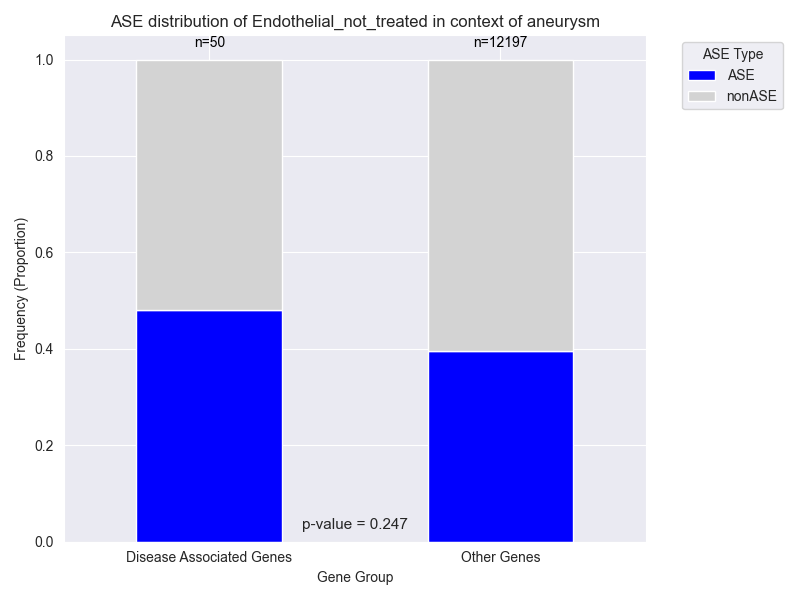 ASE distribution of Endothelial_not_treated in context of aneurysm
n=50
n=12197
ASE Type
ASE
nonASE
1.0
0.8
0.6
0.4
0.2
0.0
Frequency (Proportion)
p-value = 0.247
Disease Associated Genes
Other Genes
Gene Group